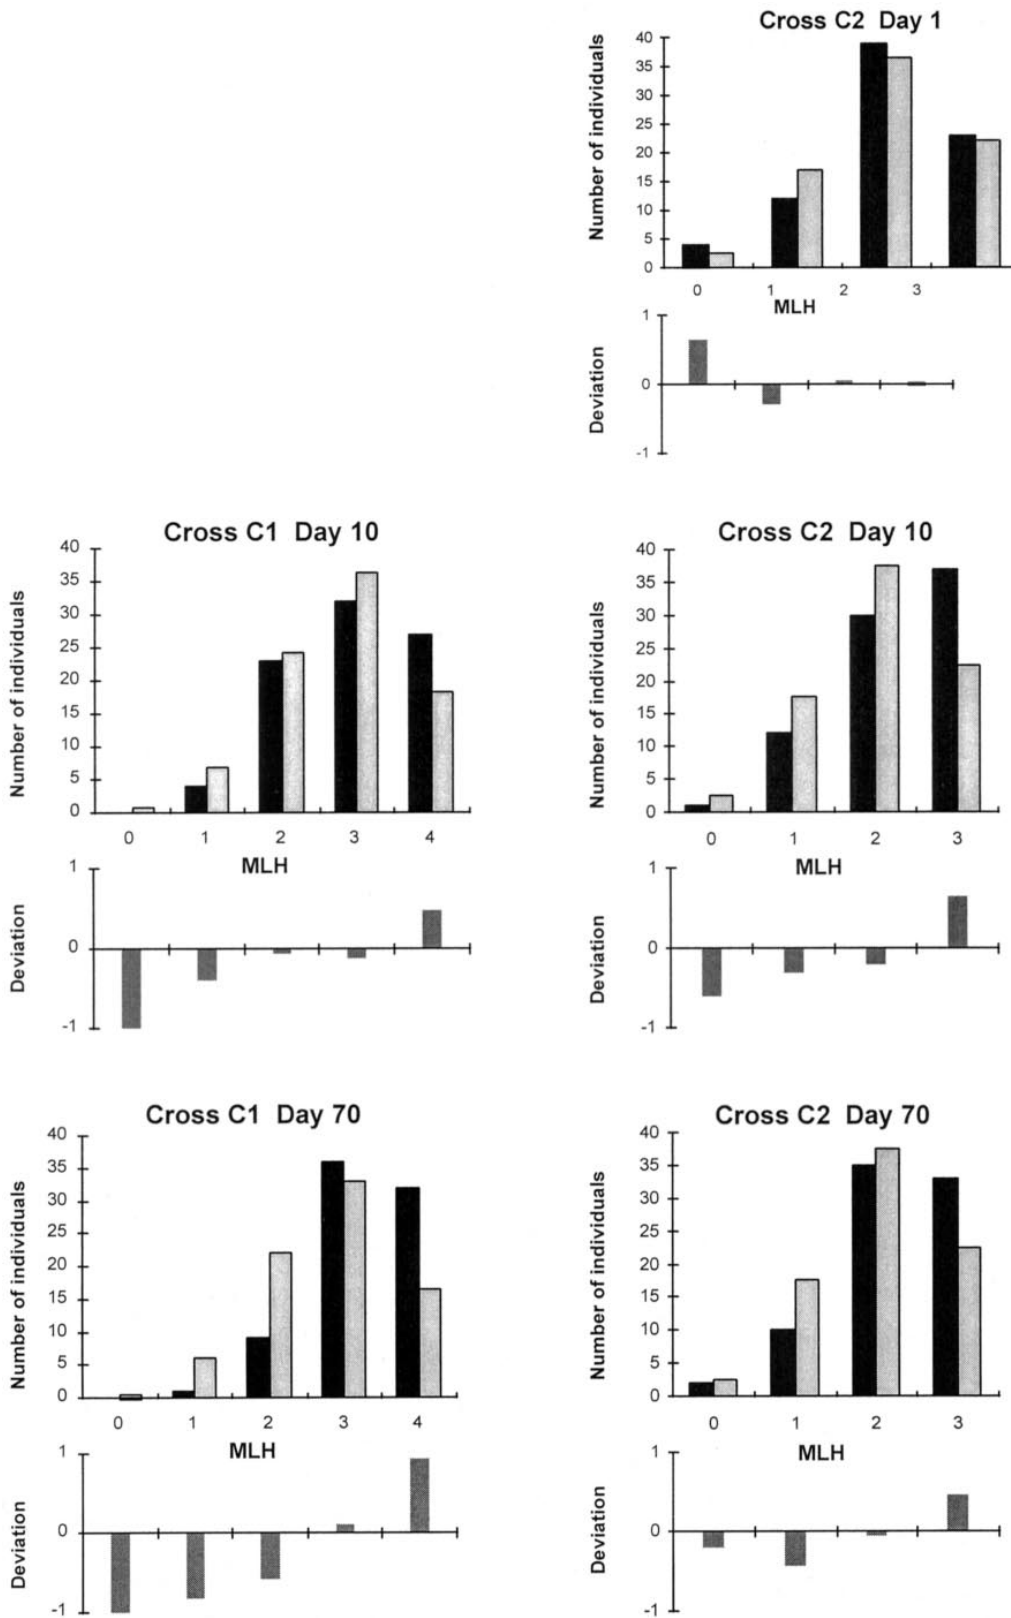 Cross C2 Day 1
Number of individuals
40
35
30
25
20
15
10
5
0
0 1 2 3
MLH
Deviation
1
0
-1
Cross C1 Day 10
Number of individuals
40
35
30
25
20
15
10
5
0
0 1 2 3 4
MLH
Deviation
1
0
-1
Cross C2 Day 10
Number of individuals
40
35
30
25
20
15
10
5
0
0 1 2 3
MLH
Deviation
1
0
-1
Cross C1 Day 70
Number of individuals
40
35
30
25
20
15
10
5
0
0 1 2 3 4
MLH
Deviation
1
0
-1
Cross C2 Day 70
Number of individuals
40
35
30
25
20
15
10
5
0
0 1 2 3
MLH
Deviation
1
0
-1